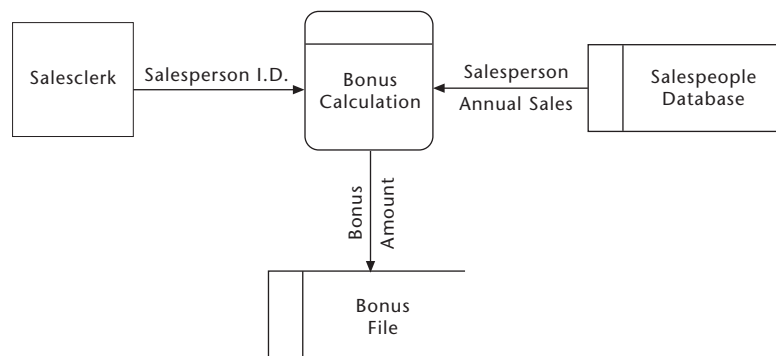 Salesclerk
Salesperson I.D.
Bonus
Calculation
Salesperson
Annual Sales
Salespeople
Database
Bonus
Amount
Bonus
File